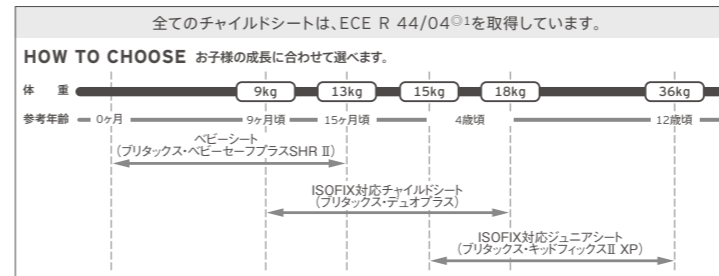 全てのチャイルドシートは、ECE R 44/04◎1を取得しています。
HOW TO CHOOSE お子様の成長に合わせて選べます。
体 重 9kg 13kg 15kg 18kg 36kg
参考年齢 0ヶ月 9ヶ月頃 15ヶ月頃 4歳頃 12歳頃
ベビーシート
(ブリタックス・ベビーセーフプラスSHR Ⅱ)
ISOFIX対応チャイルドシート
(ブリタックス・デュオプラス)
ISOFIX対応ジュニアシート
(ブリタックス・キッドフィックスⅡ XP)